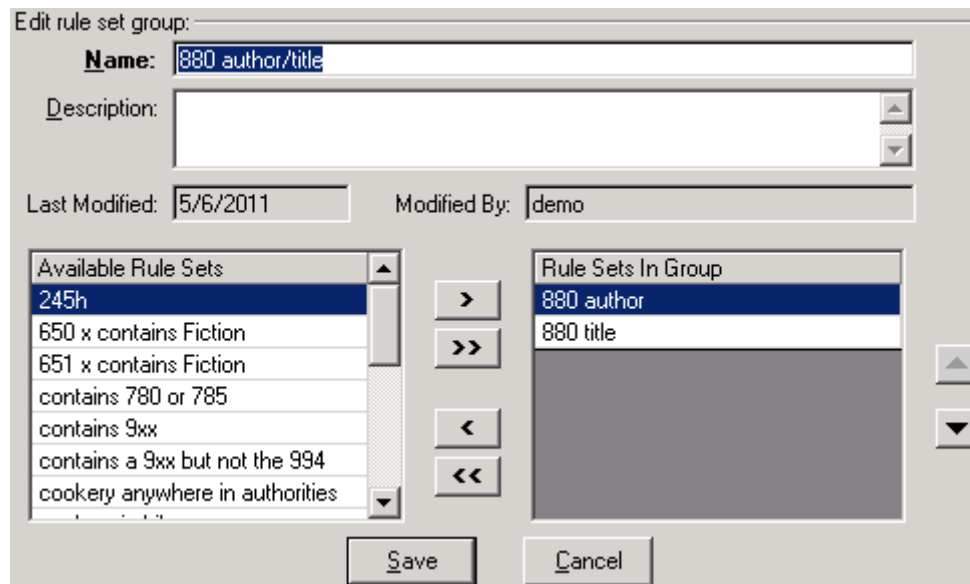 Edit rule set group:
Name: 880 author/title
Description:
Last Modified: 5/6/2011 Modified By: demo
Available Rule Sets
245h
650 x contains Fiction
651 x contains Fiction
contains 780 or 785
contains 9xx
contains a 9xx but not the 994
cookery anywhere in authorities
>
>>
<
<<
Rule Sets In Group
880 author
880 title
Save Cancel